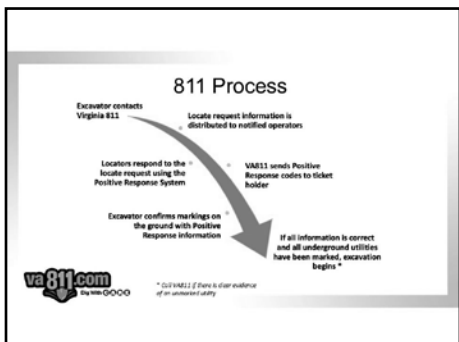 811 Process
Excavator contacts
Virginia 811
Locate request information is
distributed to notified operators
Locators respond to the
locate request using the
Positive Response System
VA811 sends Positive
Response codes to ticket
holder
Excavator confirms markings on
the ground with Positive
Response information
If all information is correct
and all underground utilities
have been marked, excavation
begins *
va811.com
Dig With C.A.R.E
* Call VA811 if there is clear evidence
of an unmarked utility